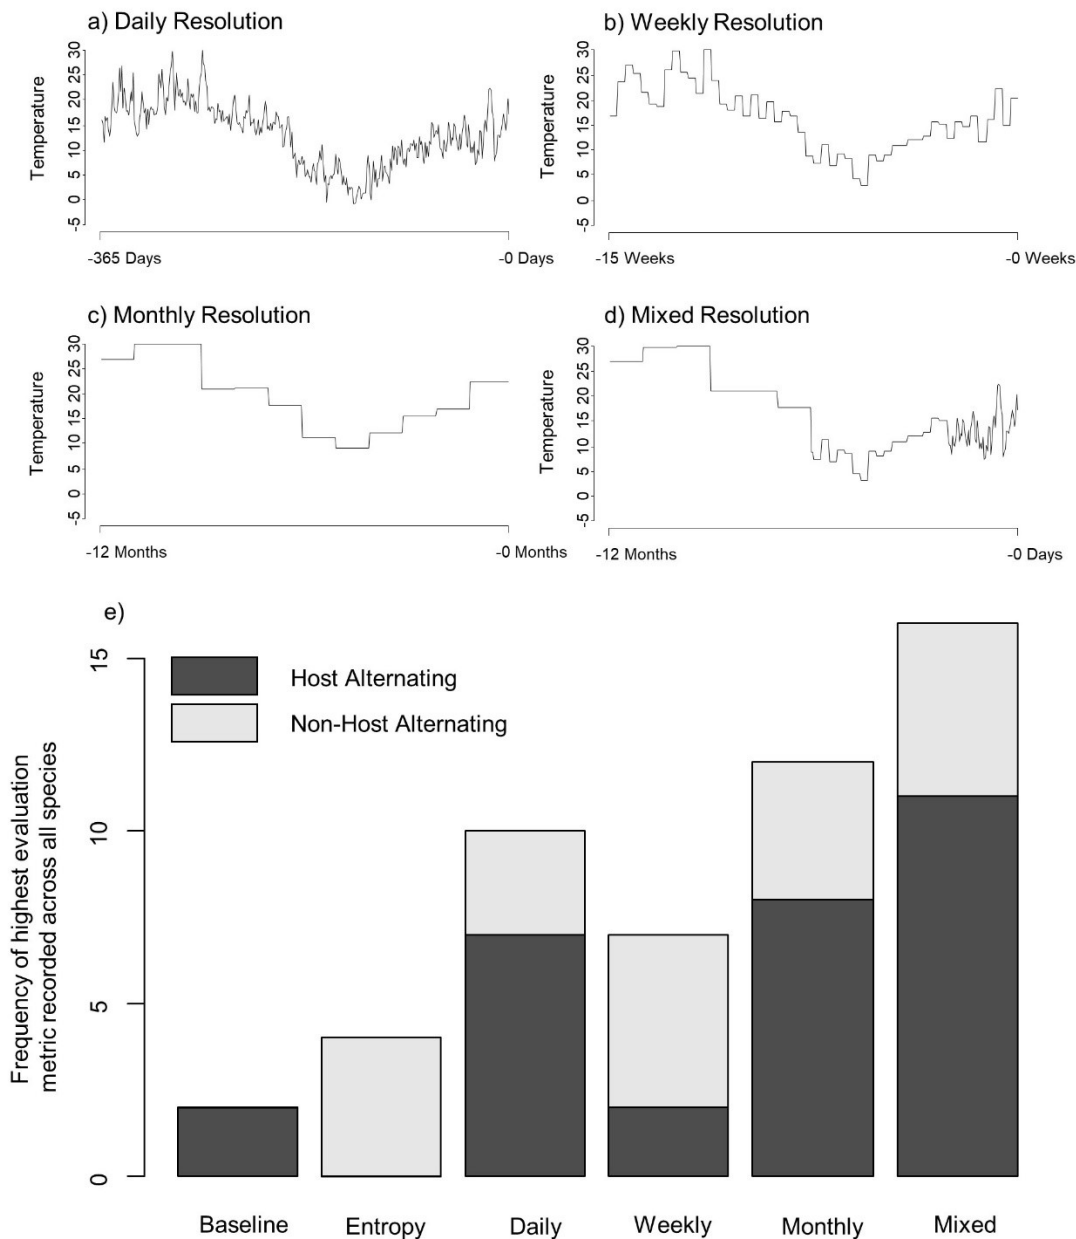 a) Daily Resolution
Temperature
30
25
20
15
10
5
0
-5
-365 Days
-0 Days
b) Weekly Resolution
Temperature
30
25
20
15
10
5
0
-5
-15 Weeks
-0 Weeks
c) Monthly Resolution
Temperature
30
25
20
15
10
5
0
-5
-12 Months
-0 Months
d) Mixed Resolution
Temperature
30
25
20
15
10
5
0
-5
-12 Months
-0 Days
e)
Host Alternating
Non-Host Alternating
Frequency of highest evaluation
metric recorded across all species
15
10
5
0
Baseline
Entropy
Daily
Weekly
Monthly
Mixed